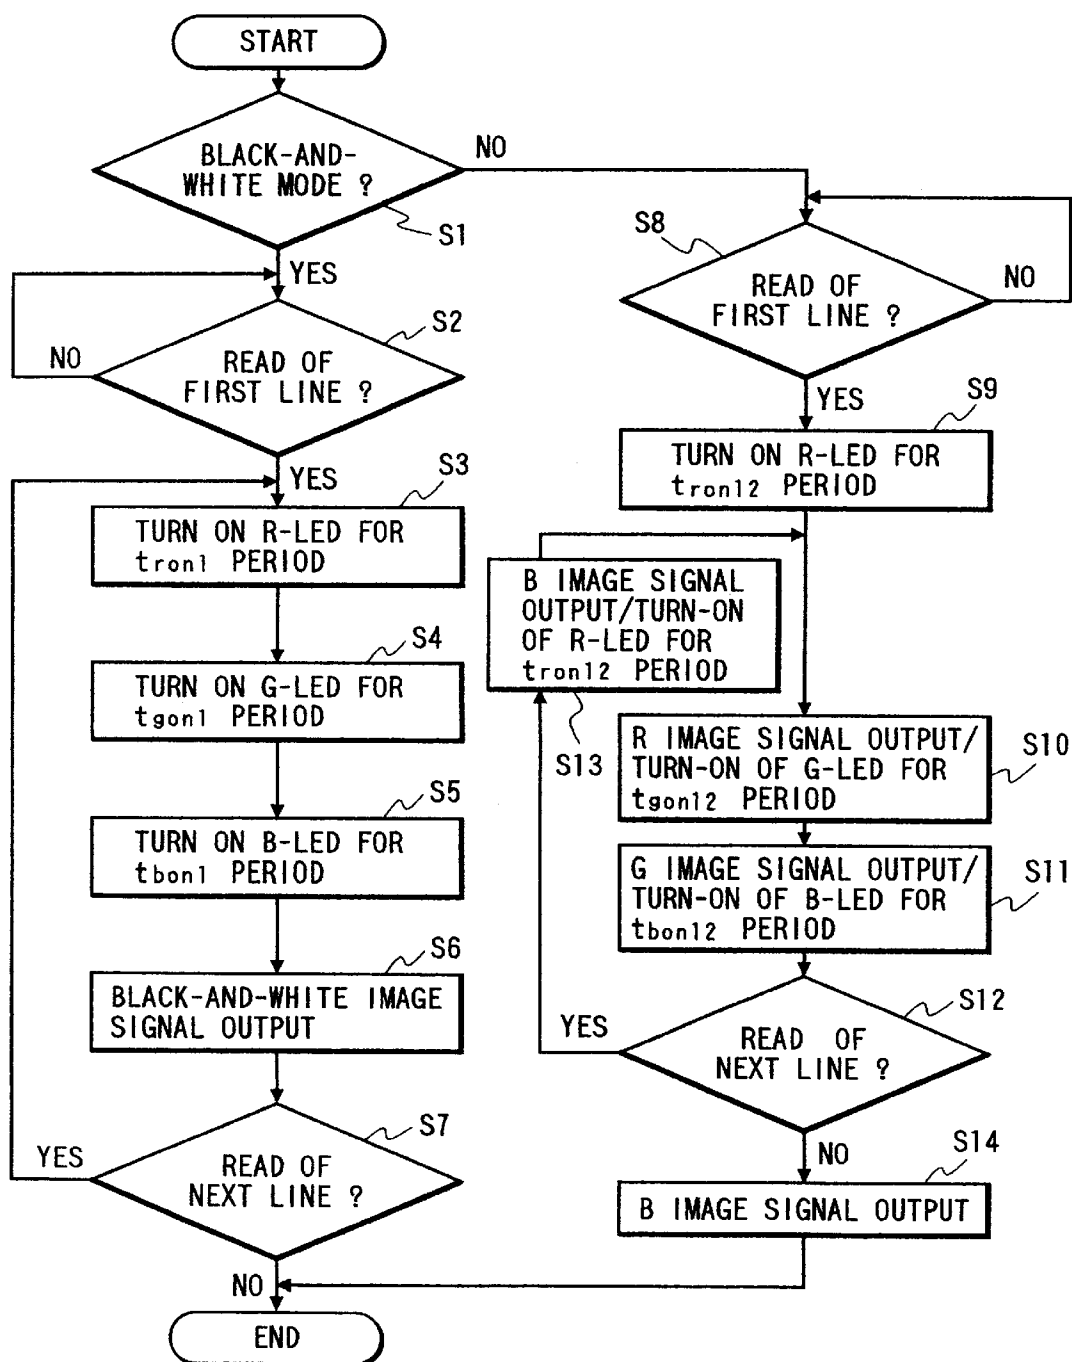 START
BLACK-AND-
WHITE MODE ?
S1
NO
YES
READ OF
FIRST LINE ?
S2
NO
YES
TURN ON R-LED FOR
tron1 PERIOD
S3
TURN ON G-LED FOR
tgon1 PERIOD
S4
TURN ON B-LED FOR
tbon1 PERIOD
S5
BLACK-AND-WHITE IMAGE
SIGNAL OUTPUT
S6
READ OF
NEXT LINE ?
S7
YES
NO
END
READ OF
FIRST LINE ?
S8
NO
YES
TURN ON R-LED FOR
tron12 PERIOD
S9
R IMAGE SIGNAL OUTPUT/
TURN-ON OF G-LED FOR
tgon12 PERIOD
S10
G IMAGE SIGNAL OUTPUT/
TURN-ON OF B-LED FOR
tbon12 PERIOD
S11
READ OF
NEXT LINE ?
S12
YES
NO
B IMAGE SIGNAL
OUTPUT/TURN-ON
OF R-LED FOR
tron12 PERIOD
S13
B IMAGE SIGNAL OUTPUT
S14